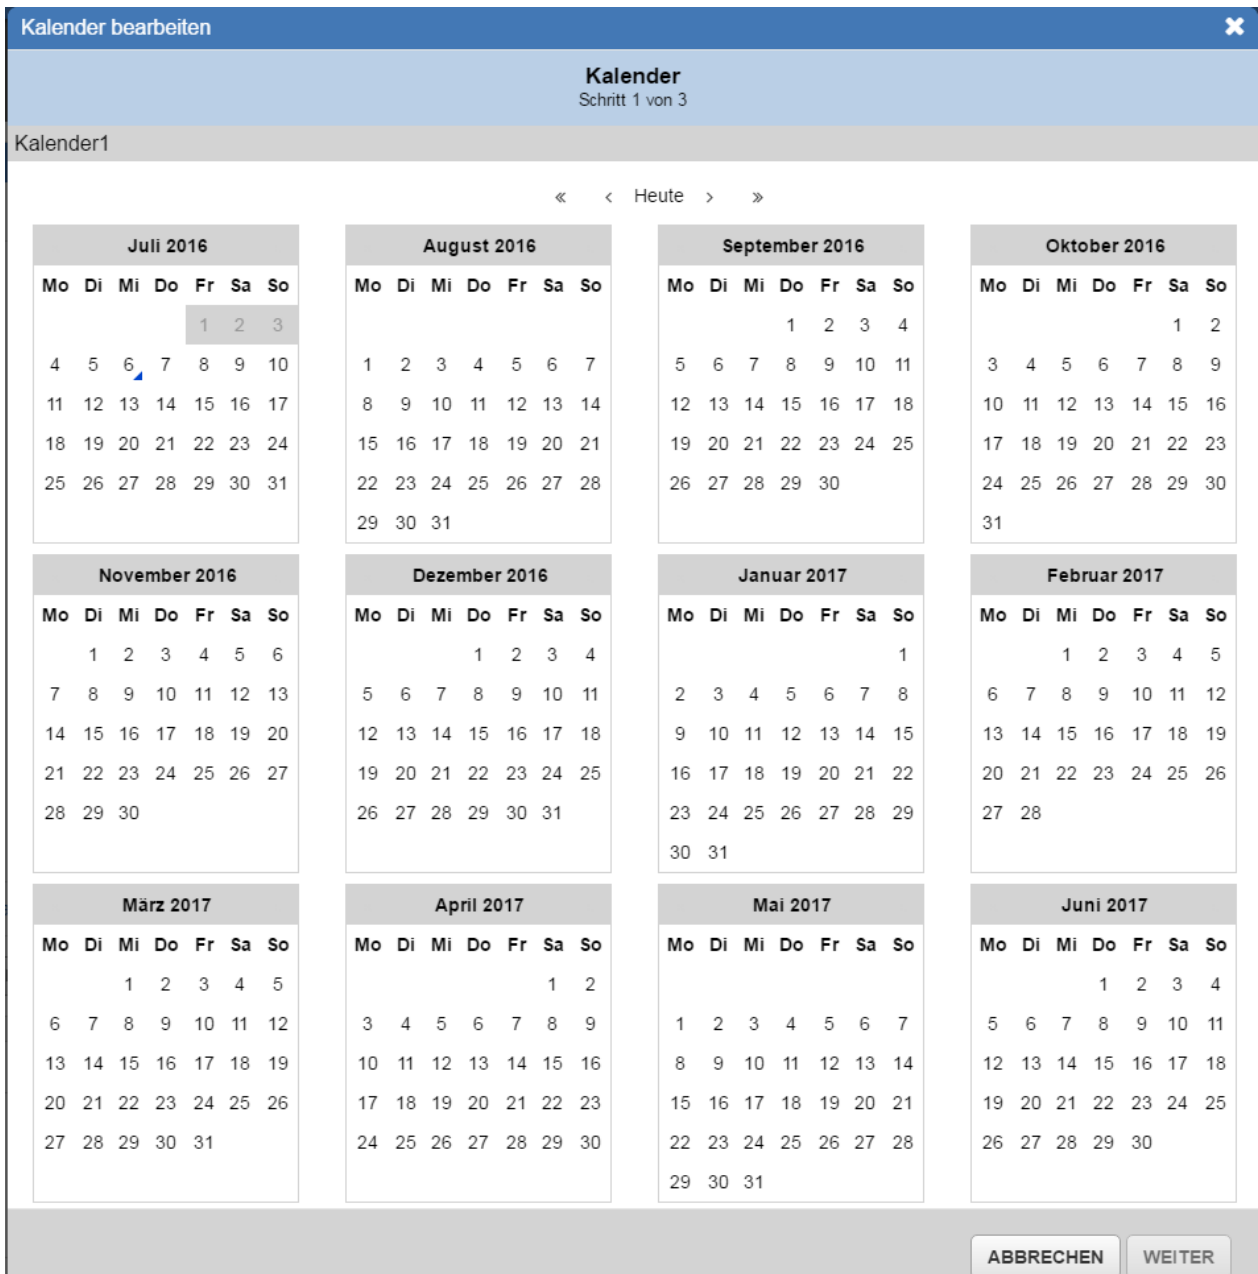 Kalender bearbeiten ✖
Kalender
Schritt 1 von 3
Kalender1
« ‹ Heute › »
Juli 2016
Mo Di Mi Do Fr Sa So
1 2 3
4 5 6 7 8 9 10
11 12 13 14 15 16 17
18 19 20 21 22 23 24
25 26 27 28 29 30 31
August 2016
Mo Di Mi Do Fr Sa So
1 2 3 4 5 6 7
8 9 10 11 12 13 14
15 16 17 18 19 20 21
22 23 24 25 26 27 28
29 30 31
September 2016
Mo Di Mi Do Fr Sa So
1 2 3 4
5 6 7 8 9 10 11
12 13 14 15 16 17 18
19 20 21 22 23 24 25
26 27 28 29 30
Oktober 2016
Mo Di Mi Do Fr Sa So
1 2
3 4 5 6 7 8 9
10 11 12 13 14 15 16
17 18 19 20 21 22 23
24 25 26 27 28 29 30
31
November 2016
Mo Di Mi Do Fr Sa So
1 2 3 4 5 6
7 8 9 10 11 12 13
14 15 16 17 18 19 20
21 22 23 24 25 26 27
28 29 30
Dezember 2016
Mo Di Mi Do Fr Sa So
1 2 3 4
5 6 7 8 9 10 11
12 13 14 15 16 17 18
19 20 21 22 23 24 25
26 27 28 29 30 31
Januar 2017
Mo Di Mi Do Fr Sa So
1
2 3 4 5 6 7 8
9 10 11 12 13 14 15
16 17 18 19 20 21 22
23 24 25 26 27 28 29
30 31
Februar 2017
Mo Di Mi Do Fr Sa So
1 2 3 4 5
6 7 8 9 10 11 12
13 14 15 16 17 18 19
20 21 22 23 24 25 26
27 28
März 2017
Mo Di Mi Do Fr Sa So
1 2 3 4 5
6 7 8 9 10 11 12
13 14 15 16 17 18 19
20 21 22 23 24 25 26
27 28 29 30 31
April 2017
Mo Di Mi Do Fr Sa So
1 2
3 4 5 6 7 8 9
10 11 12 13 14 15 16
17 18 19 20 21 22 23
24 25 26 27 28 29 30
Mai 2017
Mo Di Mi Do Fr Sa So
1 2 3 4 5 6 7
8 9 10 11 12 13 14
15 16 17 18 19 20 21
22 23 24 25 26 27 28
29 30 31
Juni 2017
Mo Di Mi Do Fr Sa So
1 2 3 4
5 6 7 8 9 10 11
12 13 14 15 16 17 18
19 20 21 22 23 24 25
26 27 28 29 30
ABBRECHEN WEITER